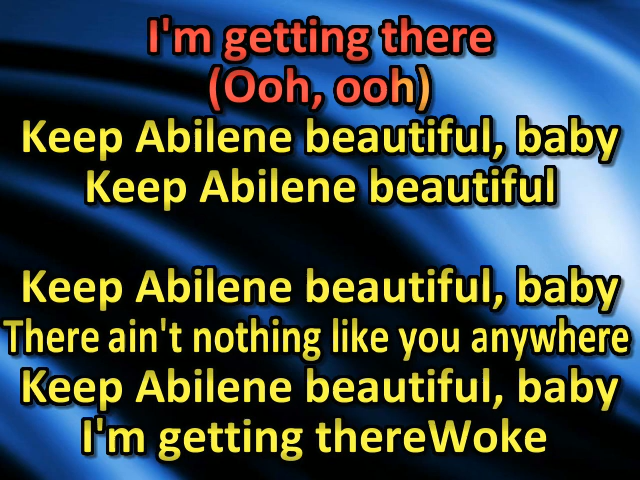 I'm getting there
(Ooh, ooh)
Keep Abilene beautiful, baby
Keep Abilene beautiful
Keep Abilene beautiful, baby
There ain't nothing like you anywhere
Keep Abilene beautiful, baby
I'm getting thereWoke